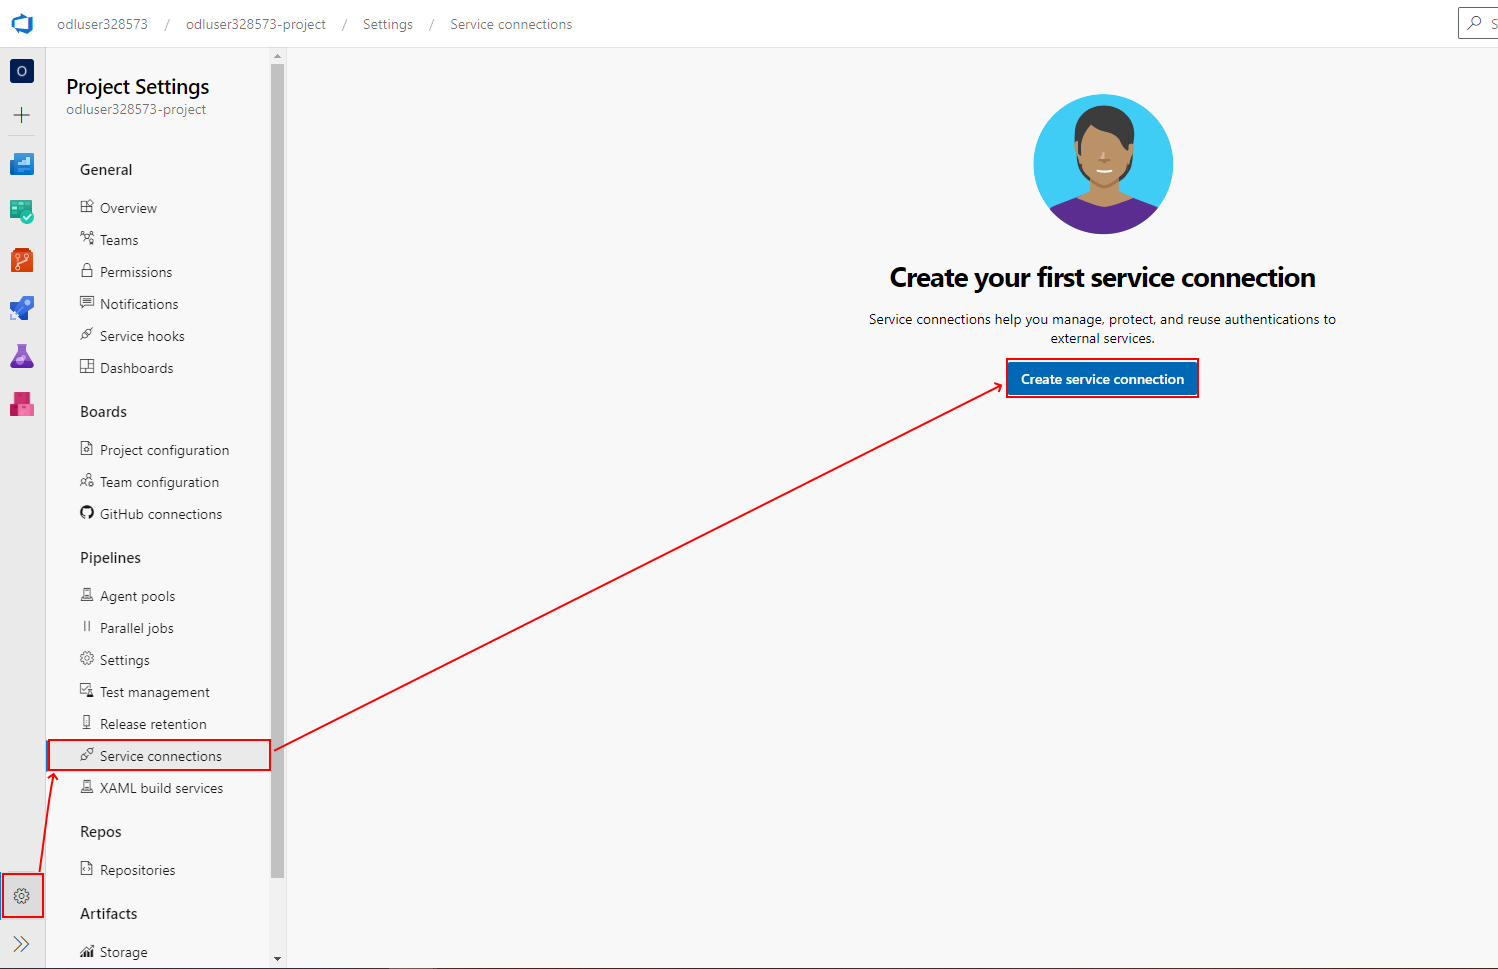 odluser328573 / odluser328573-project / Settings / Service connections
S
O
Project Settings
odluser328573-project
General
Overview
Teams
Permissions
Notifications
Service hooks
Dashboards
Boards
Project configuration
Team configuration
GitHub connections
Pipelines
Agent pools
Parallel jobs
Settings
Test management
Release retention
Service connections
XAML build services
Repos
Repositories
Artifacts
Storage
Create your first service connection
Service connections help you manage, protect, and reuse authentications to
external services.
Create service connection